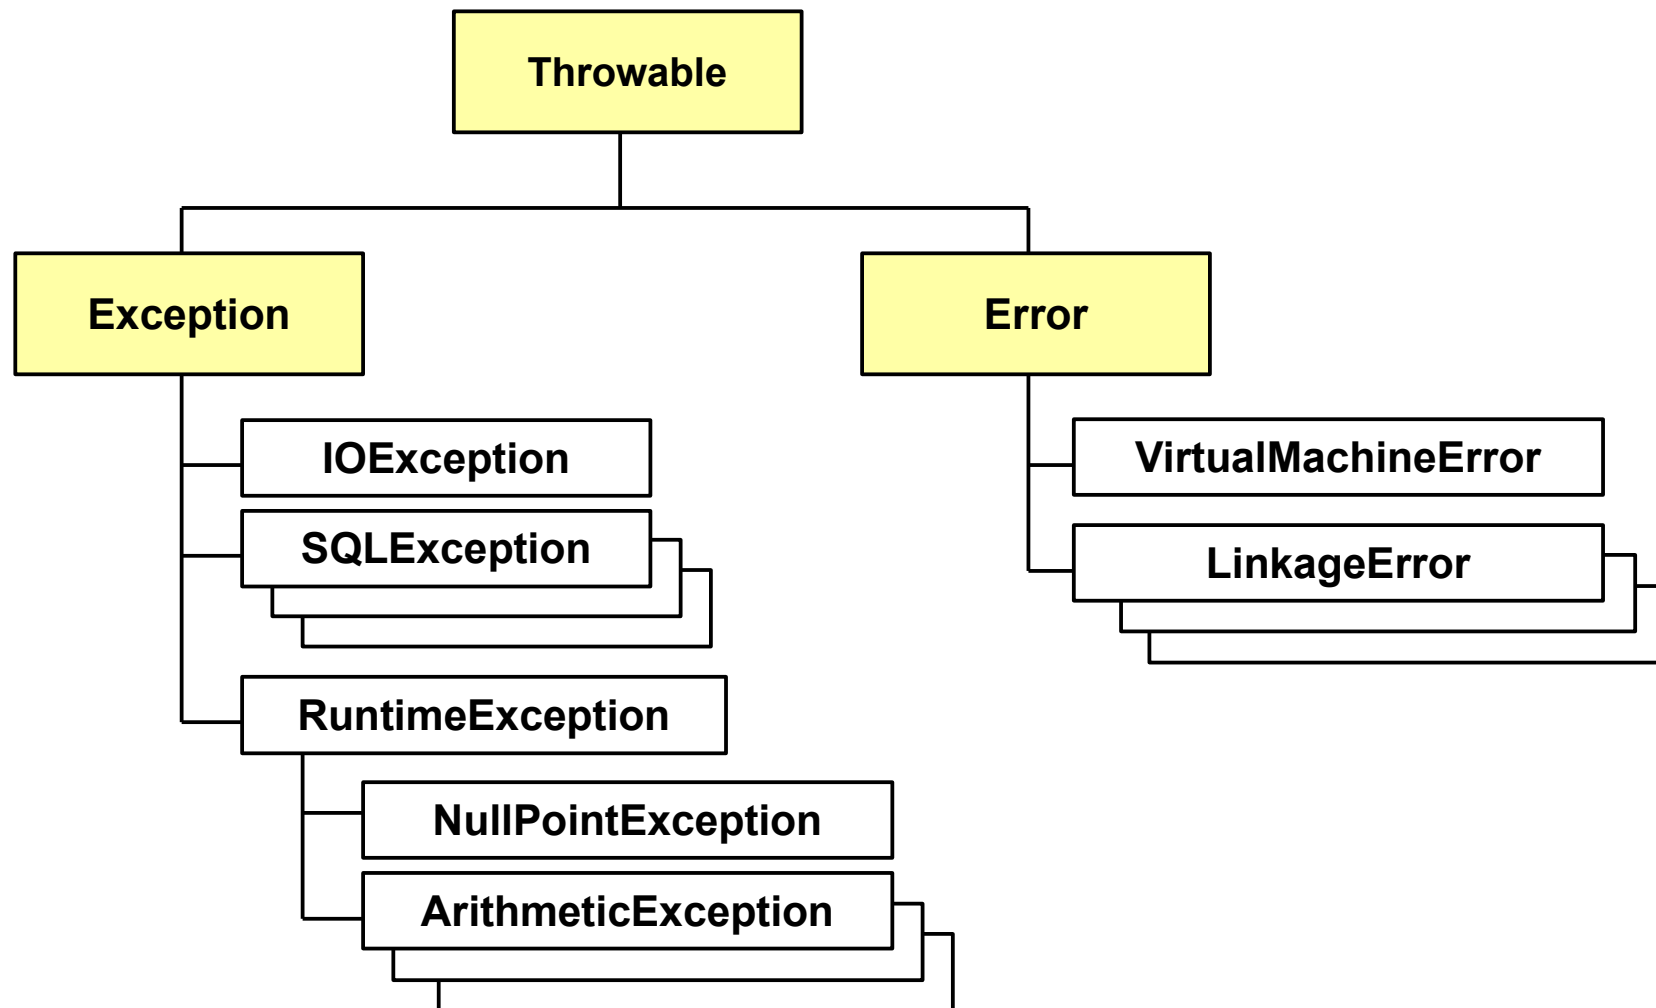 Throwable
Exception
Error
IOException
VirtualMachineError
SQLException
LinkageError
RuntimeException
NullPointException
ArithmeticException